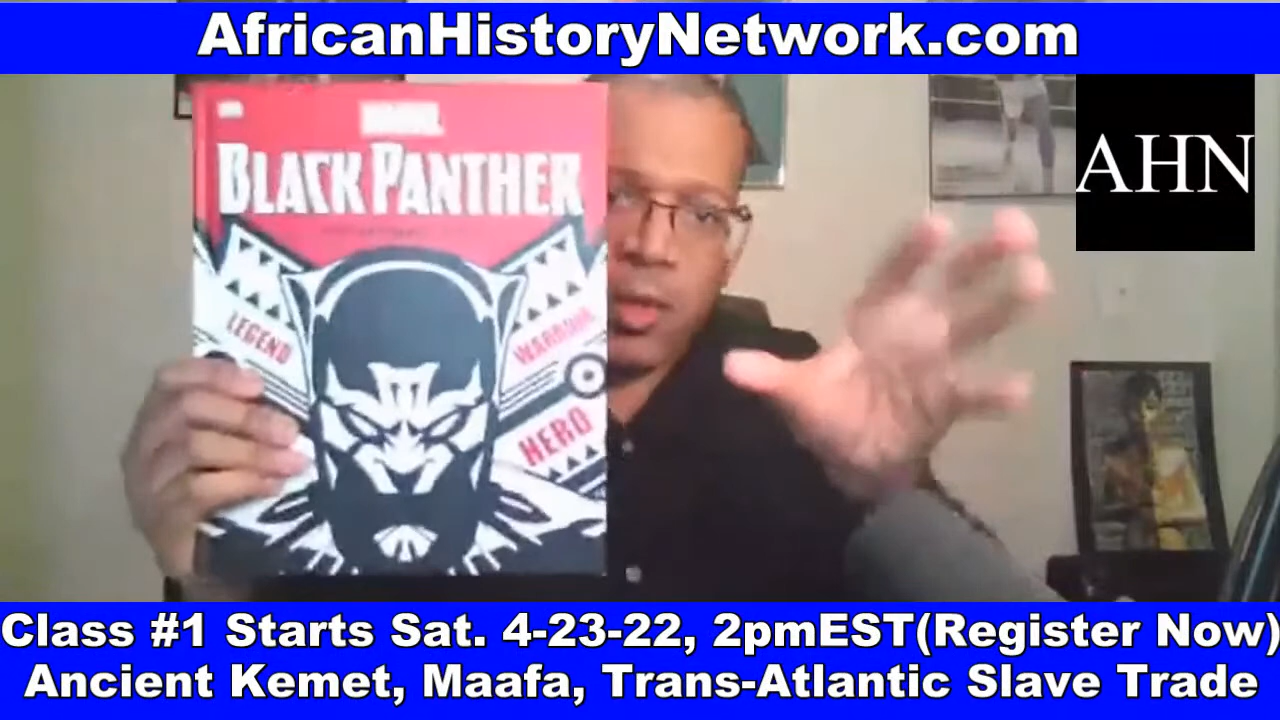 AfricanHistoryNetwork.com
AHN
MARVEL
BLACK PANTHER
LEGEND
WARRIOR
HERO
Class #1 Starts Sat. 4-23-22, 2pmEST(Register Now)
Ancient Kemet, Maafa, Trans-Atlantic Slave Trade